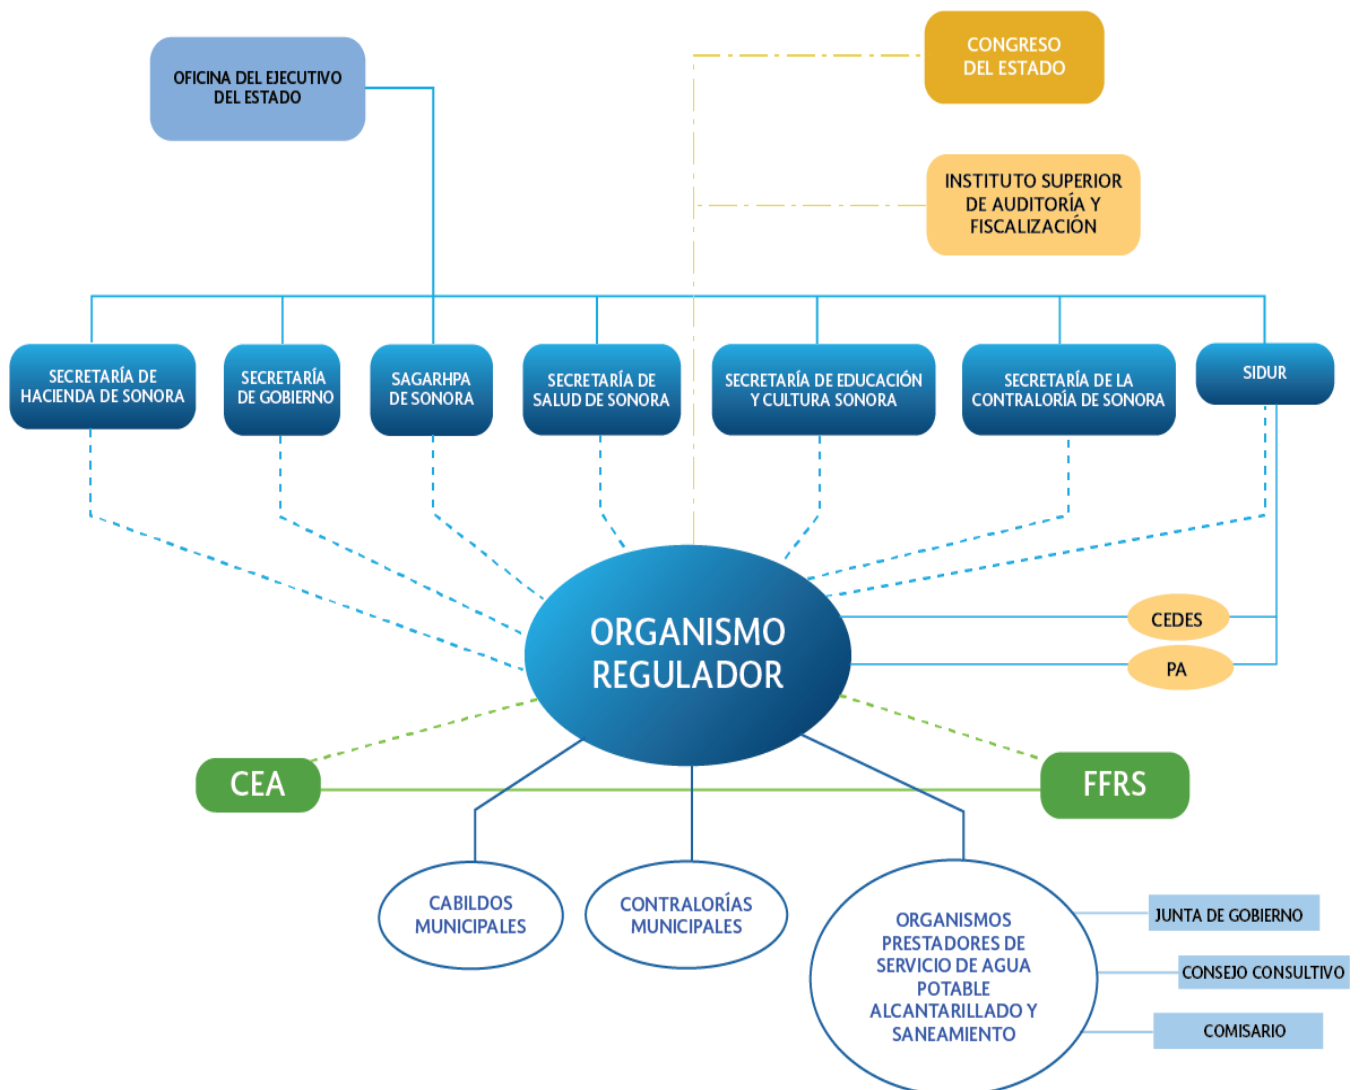 CONGRESO
DEL ESTADO
OFICINA DEL EJECUTIVO
DEL ESTADO
INSTITUTO SUPERIOR
DE AUDITORÍA Y
FISCALIZACIÓN
SECRETARÍA DE
HACIENDA DE SONORA
SECRETARÍA
DE GOBIERNO
SAGARHPA
DE SONORA
SECRETARÍA DE
SALUD DE SONORA
SECRETARÍA DE EDUCACIÓN
Y CULTURA SONORA
SECRETARÍA DE LA
CONTRALORÍA DE SONORA
SIDUR
ORGANISMO
REGULADOR
CEDES
PA
CEA
FFRS
CABILDOS
MUNICIPALES
CONTRALORÍAS
MUNICIPALES
ORGANISMOS
PRESTADORES DE
SERVICIO DE AGUA
POTABLE
ALCANTARILLADO Y
SANEAMIENTO
JUNTA DE GOBIERNO
CONSEJO CONSULTIVO
COMISARIO